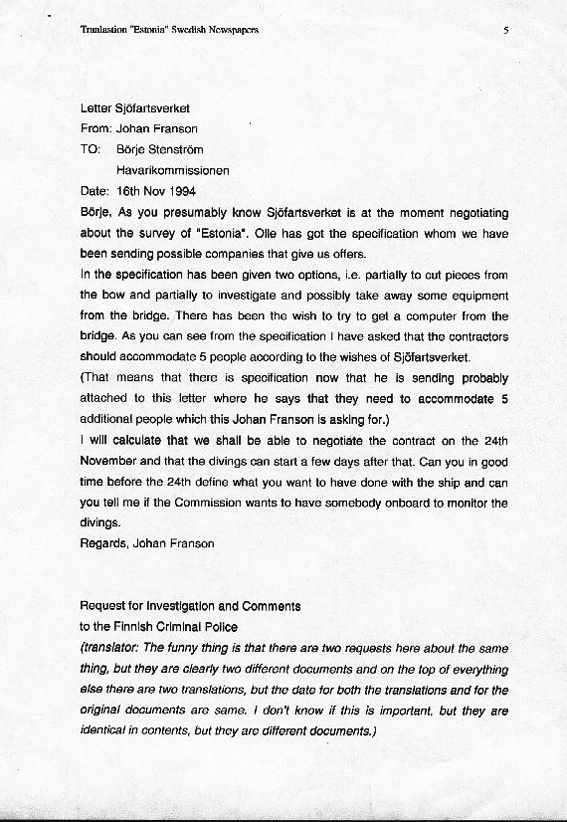 Tranlastion "Estonia" Swedish Newspapers 5
Letter Sjöfartsverket
From: Johan Franson
TO: Börje Stenström
Havarikommissionen
Date: 16th Nov 1994
Börje, As you presumably know Sjöfartsverket is at the moment negotiating
about the survey of "Estonia". Olle has got the specification whom we have
been sending possible companies that give us offers.
In the specification has been given two options, i.e. partially to cut pieces from
the bow and partially to investigate and possibly take away some equipment
from the bridge. There has been the wish to try to get a computer from the
bridge. As you can see from the specification I have asked that the contractors
should accommodate 5 people according to the wishes of Sjöfartsverket.
(That means that there is specification now that he is sending probably
attached to this letter where he says that they need to accommodate 5
additional people which this Johan Franson is asking for.)
I will calculate that we shall be able to negotiate the contract on the 24th
November and that the divings can start a few days after that. Can you in good
time before the 24th define what you want to have done with the ship and can
you tell me if the Commission wants to have somebody onboard to monitor the
divings.
Regards, Johan Franson
Request for Investigation and Comments
to the Finnish Criminal Police
(translator: The funny thing is that there are two requests here about the same
thing, but they are clearly two different documents and on the top of everything
else there are two translations, but the date for both the translations and for the
original documents are same. I don't know if this is important, but they are
identical in contents, but they are different documents.)